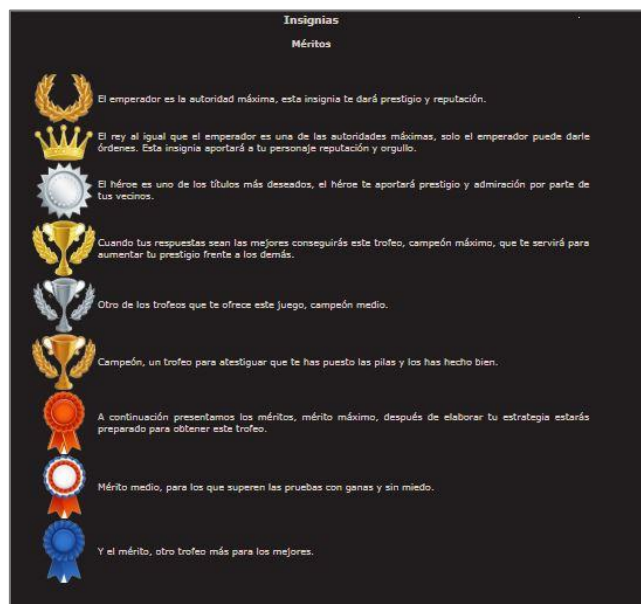 Insignias
Méritos
El emperador es la autoridad máxima, esta insignia te dará prestigio y reputación.
El rey al igual que el emperador es una de las autoridades máximas, solo el emperador puede darle
órdenes. Esta insignia aportará a tu personaje reputación y orgullo.
El héroe es uno de los títulos más deseados, el héroe te aportará prestigio y admiración por parte de
tus vecinos.
Cuando tus respuestas sean las mejores conseguirás este trofeo, campeón máximo, que te servirá para
aumentar tu prestigio frente a los demás.
Otro de los trofeos que te ofrece este juego, campeón medio.
Campeón, un trofeo para atestiguar que te has puesto las pilas y los has hecho bien.
A continuación presentamos los méritos, mérito máximo, después de elaborar tu estrategia estarás
preparado para obtener este trofeo.
Mérito medio, para los que superen las pruebas con ganas y sin miedo.
Y el mérito, otro trofeo más para los mejores.